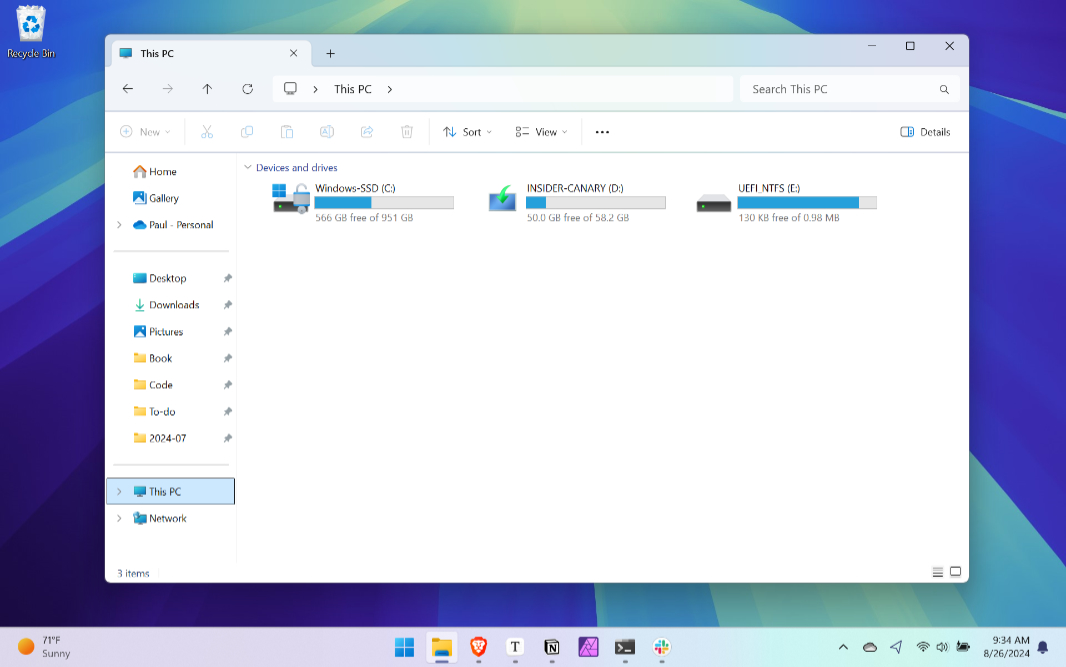 Recycle Bin
This PC
This PC
Search This PC
New
Sort
View
Details
Home
Gallery
Paul - Personal
Desktop
Downloads
Pictures
Book
Code
To-do
2024-07
This PC
Network
Devices and drives
Windows-SSD (C:)
566 GB free of 951 GB
INSIDER-CANARY (D:)
50.0 GB free of 58.2 GB
UEFI_NTFS (E:)
130 KB free of 0.98 MB
3 items
71°F
Sunny
9:34 AM
8/26/2024